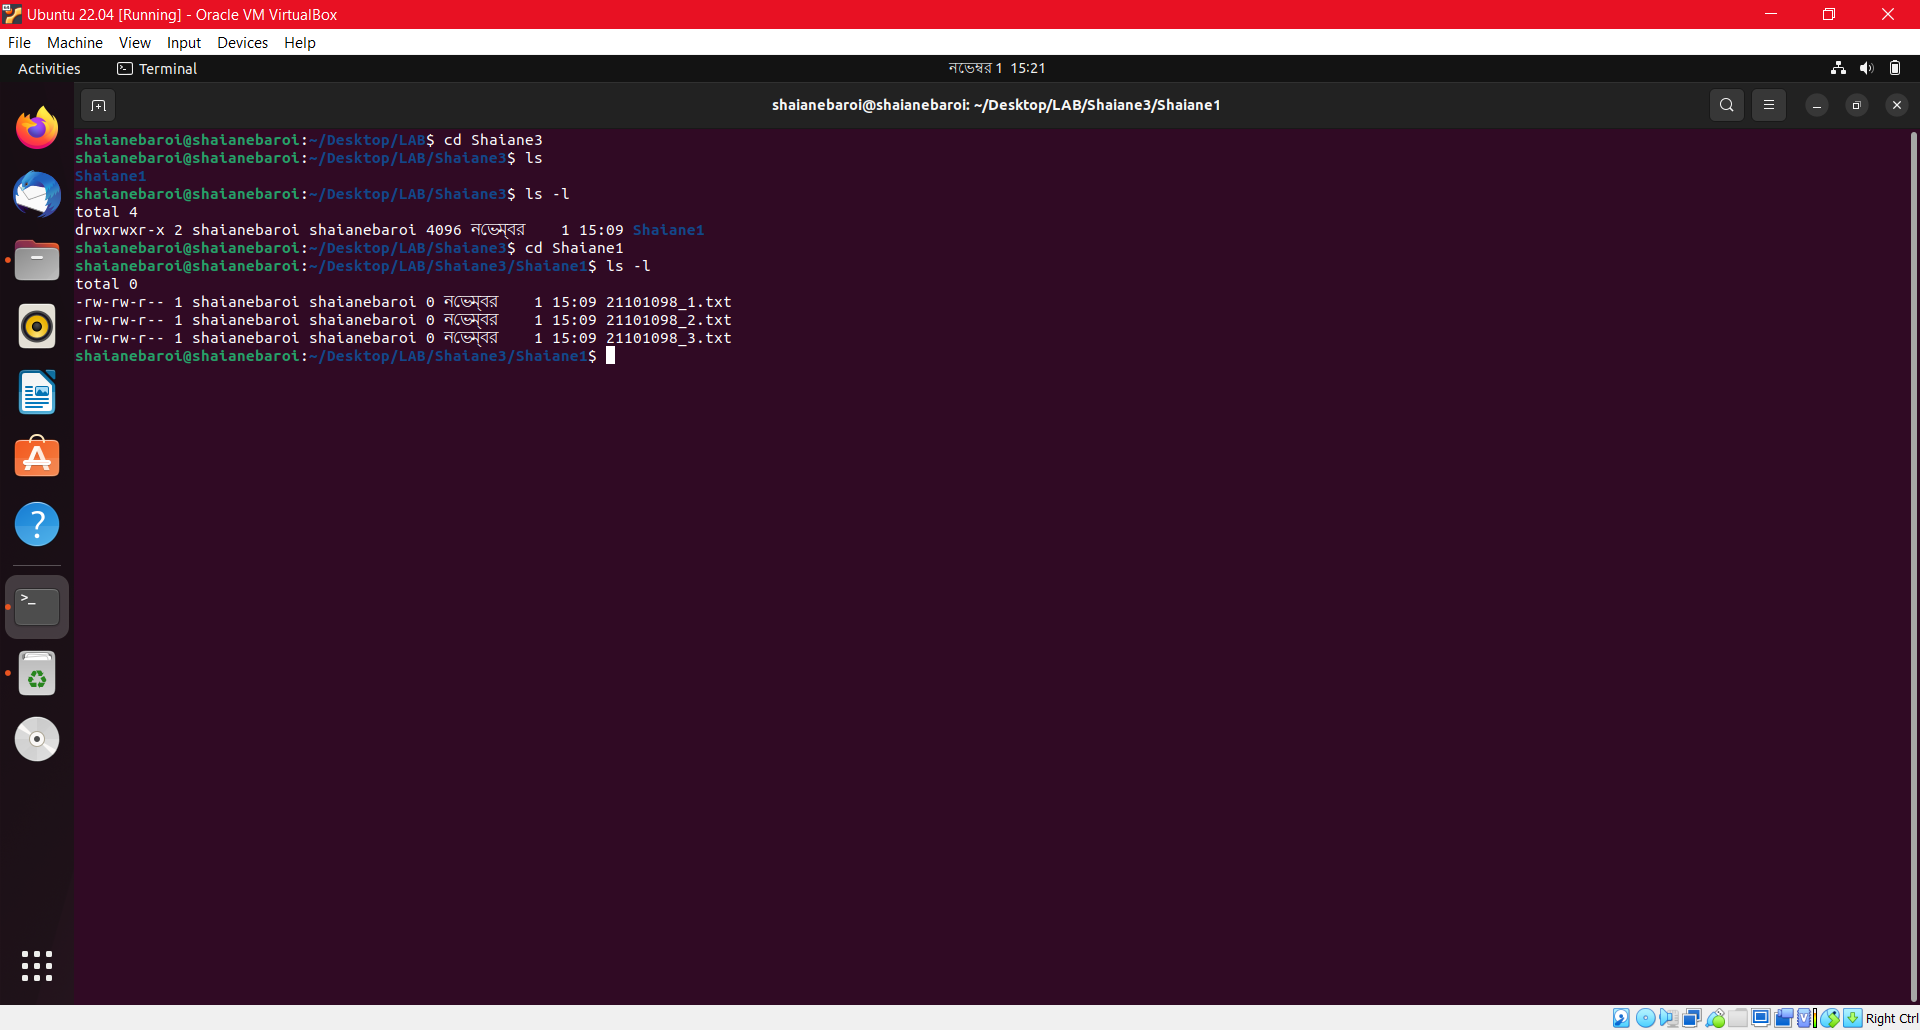 Ubuntu 22.04 [Running] - Oracle VM VirtualBox
File Machine View Input Devices Help
Activities Terminal নভেম্বর 1 15:21
shaianebaroi@shaianebaroi: ~/Desktop/LAB/Shaiane3/Shaiane1
shaianebaroi@shaianebaroi:~/Desktop/LAB$ cd Shaiane3
shaianebaroi@shaianebaroi:~/Desktop/LAB/Shaiane3$ ls
Shaiane1
shaianebaroi@shaianebaroi:~/Desktop/LAB/Shaiane3$ ls -l
total 4
drwxrwxr-x 2 shaianebaroi shaianebaroi 4096 নভেম্বর 1 15:09 Shaiane1
shaianebaroi@shaianebaroi:~/Desktop/LAB/Shaiane3$ cd Shaiane1
shaianebaroi@shaianebaroi:~/Desktop/LAB/Shaiane3/Shaiane1$ ls -l
total 0
-rw-rw-r-- 1 shaianebaroi shaianebaroi 0 নভেম্বর 1 15:09 21101098_1.txt
-rw-rw-r-- 1 shaianebaroi shaianebaroi 0 নভেম্বর 1 15:09 21101098_2.txt
-rw-rw-r-- 1 shaianebaroi shaianebaroi 0 নভেম্বর 1 15:09 21101098_3.txt
shaianebaroi@shaianebaroi:~/Desktop/LAB/Shaiane3/Shaiane1$
Right Ctrl